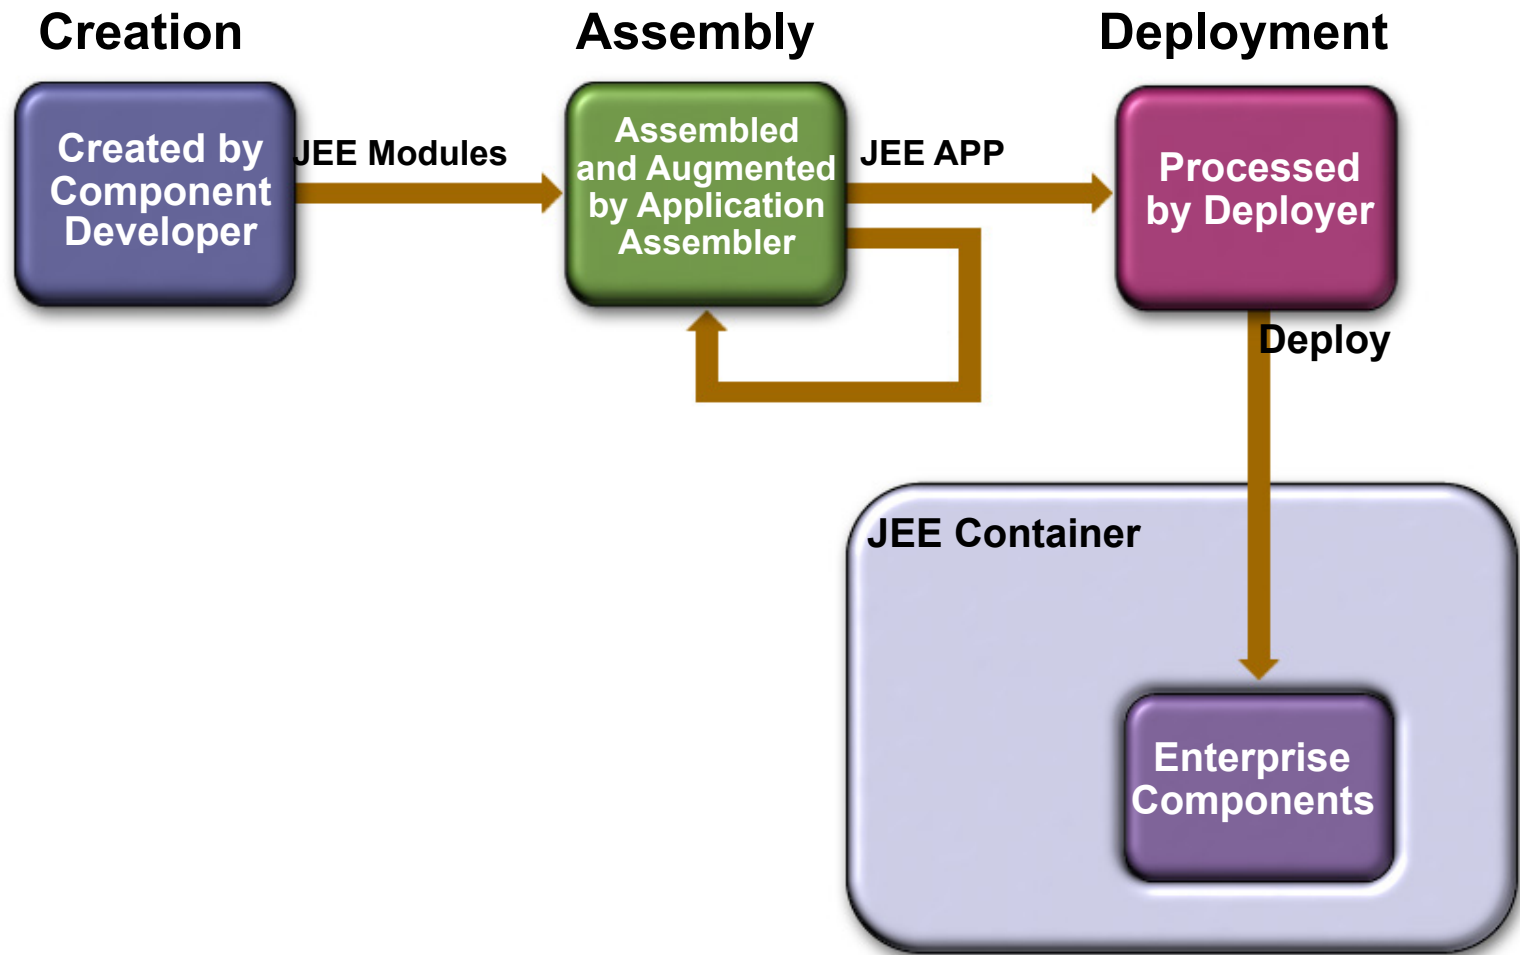 Creation
Assembly
Deployment
Created by
Component
Developer
JEE Modules
Assembled
and Augmented
by Application
Assembler
JEE APP
Processed
by Deployer
Deploy
JEE Container
Enterprise
Components